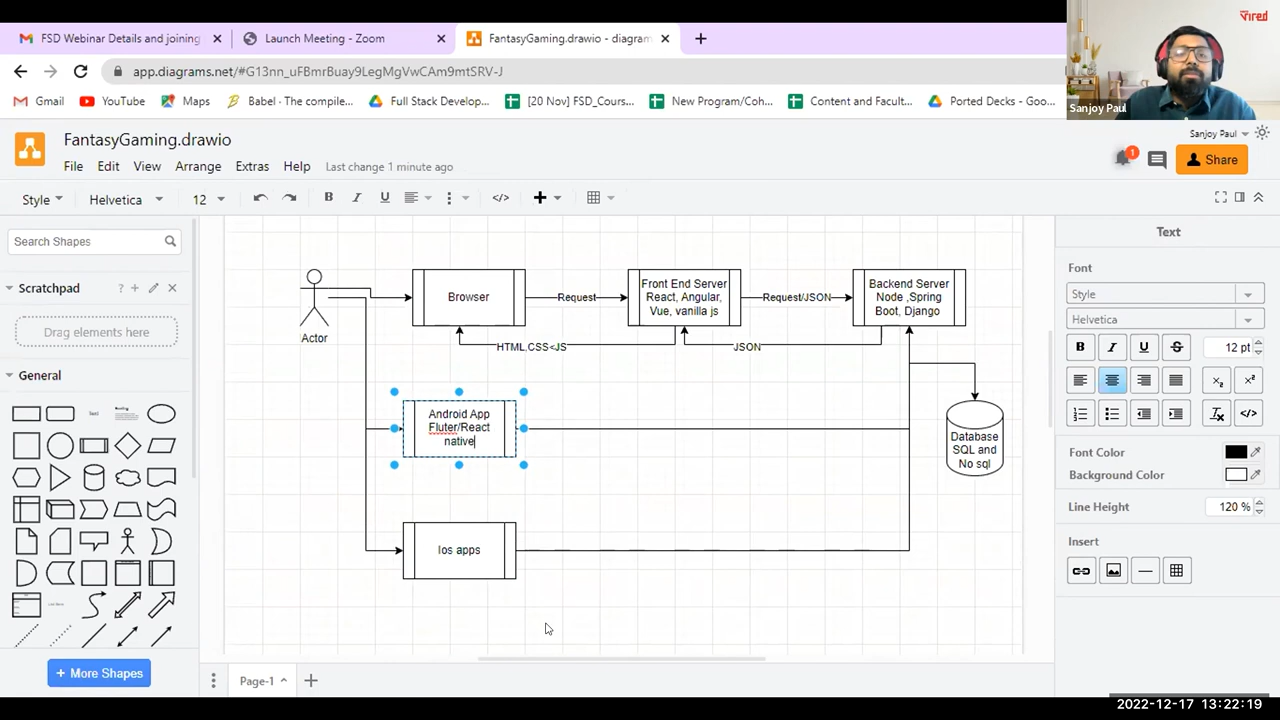 FSD Webinar Details and joining
Launch Meeting - Zoom
FantasyGaming.drawio - diagram
vired
app.diagrams.net/#G13nn_uFBmrBuay9LegMgVwCAm9mtSRV-J
Gmail
YouTube
Maps
Babel · The compile...
Full Stack Develop...
[20 Nov] FSD_Cours...
New Program/Coh...
Content and Facult...
Ported Decks - Goo...
Sanjoy Paul
FantasyGaming.drawio
Sanjoy Paul
File
Edit
View
Arrange
Extras
Help
Last change 1 minute ago
1
Share
Style
Helvetica
12
B
I
U
</>
Search Shapes
Text
Scratchpad
?
Drag elements here
General
Text
Heading
Font
Style
Helvetica
B
I
U
S
12 pt
Font Color
Background Color
Line Height
120 %
Insert
Actor
Browser
Request
Front End Server
React, Angular,
Vue, vanilla js
Request/JSON
Backend Server
Node ,Spring
Boot, Django
HTML,CSS<JS
JSON
Android App
Fluter/React
native
Database
SQL and
No sql
Ios apps
+ More Shapes
Page-1
2022-12-17 13:22:19